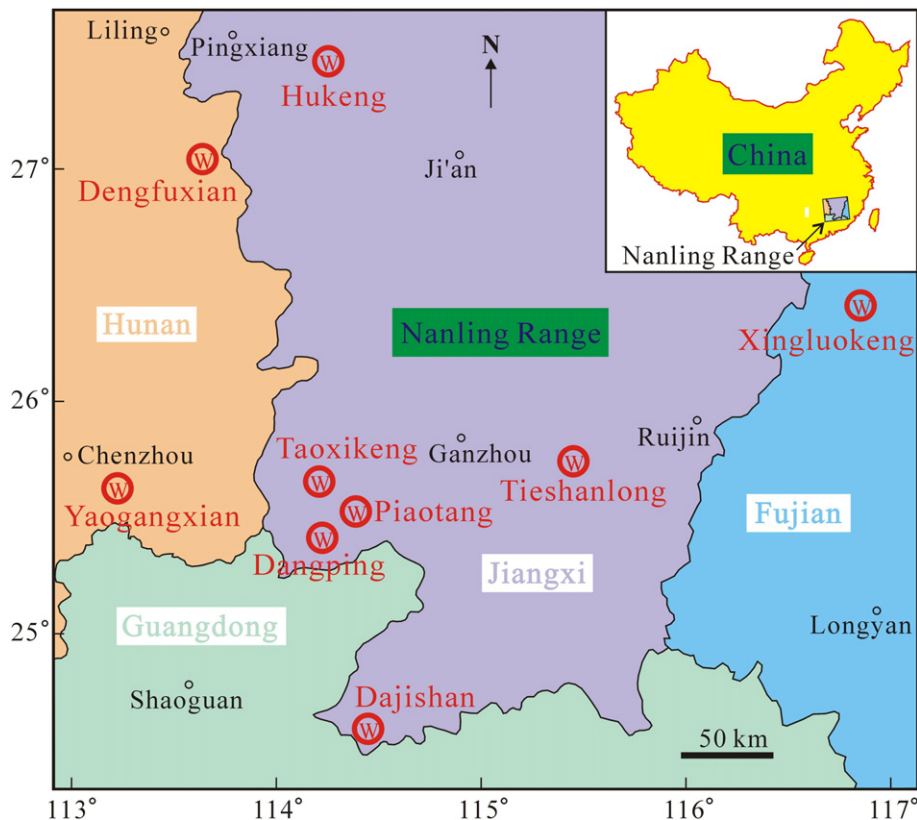 Liling
Pingxiang
N
W
Hukeng
China
27°
W
Dengfuxian
Ji'an
Nanling Range
Hunan
Nanling Range
W
Xingluokeng
26°
Chenzhou
Taoxikeng
Ganzhou
Ruijin
W
Yaogangxian
W
W
Piaotang
W
Tieshanlong
W
Dangping
Fujian
Jiangxi
25°
Guangdong
Longyan
Shaoguan
Dajishan
W
50 km
113°
114°
115°
116°
117°